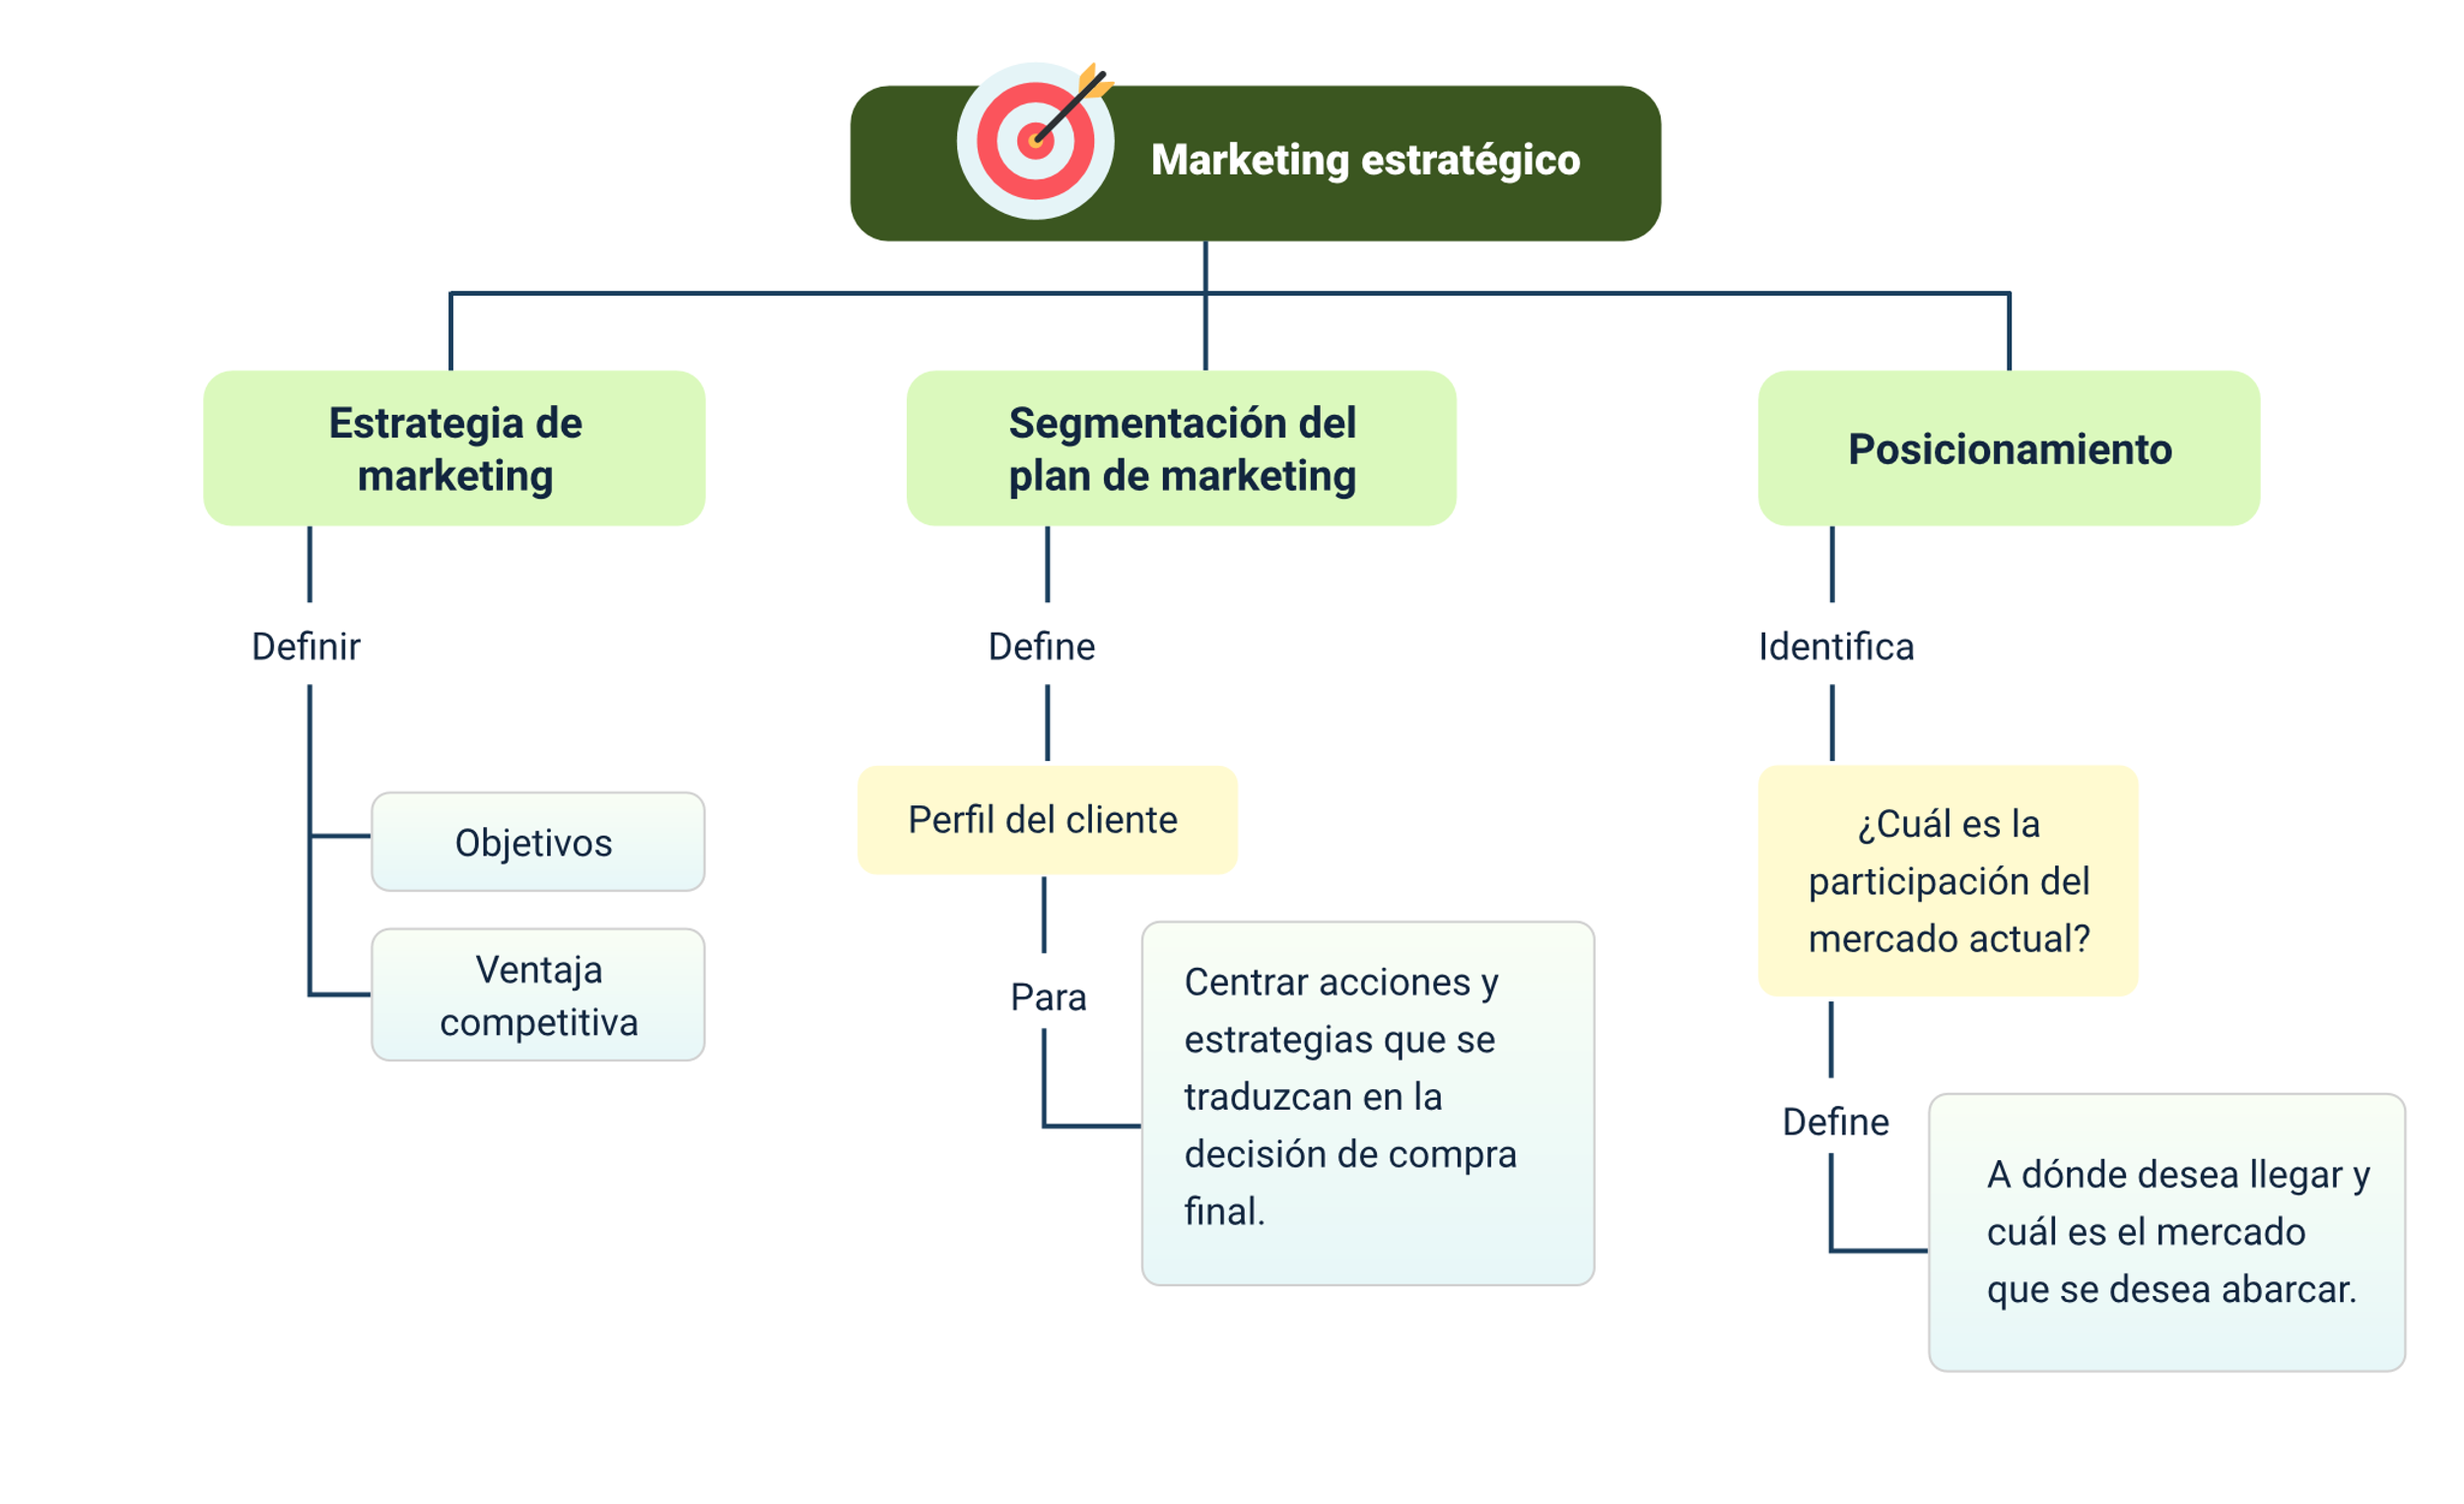 Marketing estratégico
Estrategia de
marketing
Definir
Objetivos
Ventaja
competitiva
Segmentación del
plan de marketing
Define
Perfil del cliente
Para
Centrar acciones y
estrategias que se
traduzcan en la
decisión de compra
final.
Posicionamiento
Identifica
¿Cuál es la
participación del
mercado actual?
Define
A dónde desea llegar y
cuál es el mercado
que se desea abarcar.